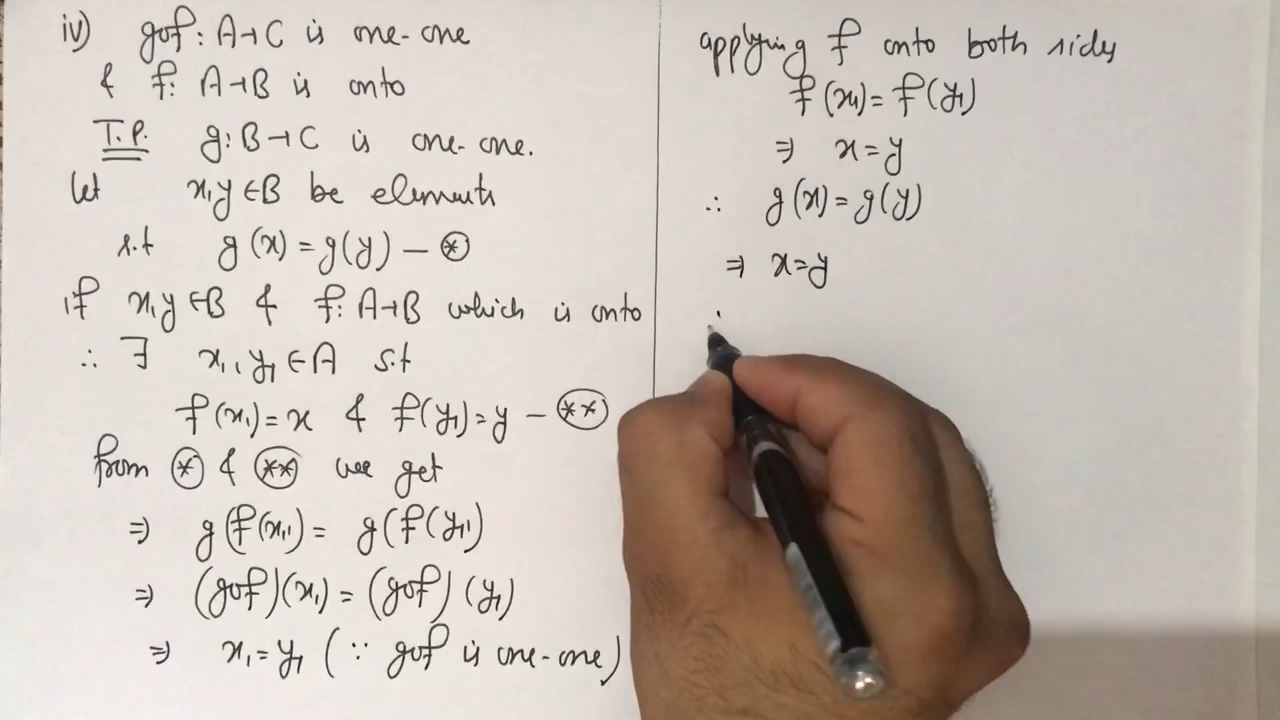 iv) gof : A→C is one-one
& f: A→B is onto
T.P. g: B→C is one-one.
let x,y ∈B be elements
s.t g(x) = g(y) — ⊛
if x,y ∈B & f: A→B which is onto
∴ ∃ x₁, y₁ ∈ A s.t
f(x₁) = x & f(y₁) = y — (**)
from (*) & (**) we get
⇒ g(f(x₁) = g(f(y₁)
⇒ (gof)(x₁) = (gof)(y₁)
⇒ x₁ = y₁ (∵ gof is one-one)
applying f onto both sides
f(x₁) = f(y₁)
⇒ x = y
∴ g(x) = g(y)
⇒ x = y